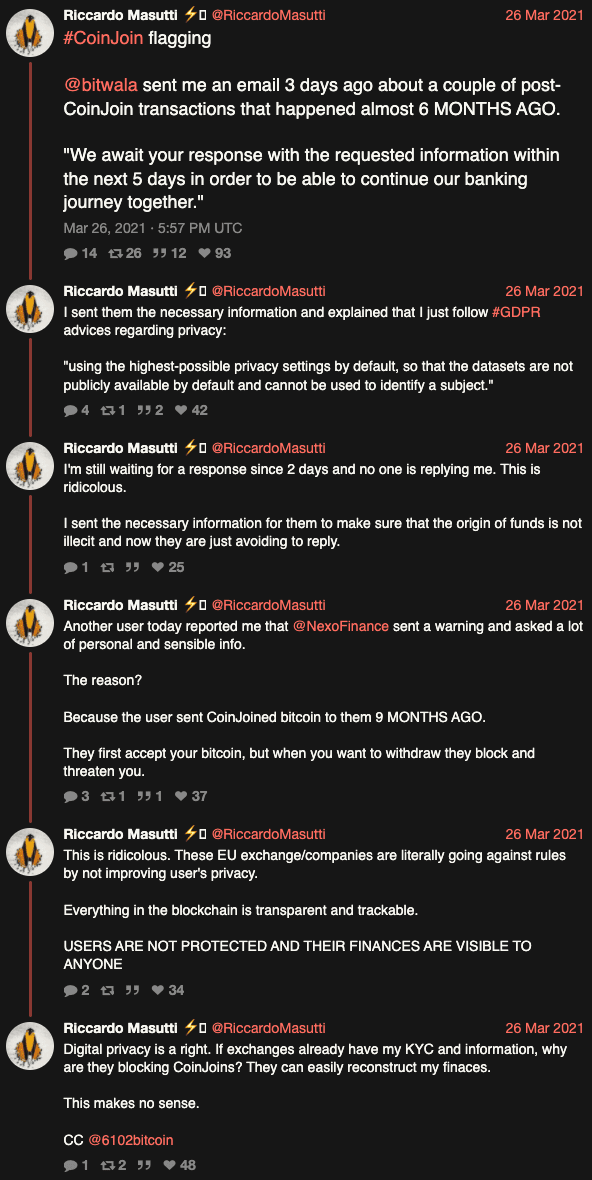 Riccardo Masutti ⚡▯ @RiccardoMasutti 26 Mar 2021
#CoinJoin flagging
@bitwala sent me an email 3 days ago about a couple of post-
CoinJoin transactions that happened almost 6 MONTHS AGO.
"We await your response with the requested information within
the next 5 days in order to be able to continue our banking
journey together."
Mar 26, 2021 · 5:57 PM UTC
14 26 12 93
Riccardo Masutti ⚡▯ @RiccardoMasutti 26 Mar 2021
I sent them the necessary information and explained that I just follow #GDPR
advices regarding privacy:
"using the highest-possible privacy settings by default, so that the datasets are not
publicly available by default and cannot be used to identify a subject."
4 1 2 42
Riccardo Masutti ⚡▯ @RiccardoMasutti 26 Mar 2021
I'm still waiting for a response since 2 days and no one is replying me. This is
ridicolous.
I sent the necessary information for them to make sure that the origin of funds is not
illecit and now they are just avoiding to reply.
1 25
Riccardo Masutti ⚡▯ @RiccardoMasutti 26 Mar 2021
Another user today reported me that @NexoFinance sent a warning and asked a lot
of personal and sensible info.
The reason?
Because the user sent CoinJoined bitcoin to them 9 MONTHS AGO.
They first accept your bitcoin, but when you want to withdraw they block and
threaten you.
3 1 1 37
Riccardo Masutti ⚡▯ @RiccardoMasutti 26 Mar 2021
This is ridicolous. These EU exchange/companies are literally going against rules
by not improving user's privacy.
Everything in the blockchain is transparent and trackable.
USERS ARE NOT PROTECTED AND THEIR FINANCES ARE VISIBLE TO
ANYONE
2 34
Riccardo Masutti ⚡▯ @RiccardoMasutti 26 Mar 2021
Digital privacy is a right. If exchanges already have my KYC and information, why
are they blocking CoinJoins? They can easily reconstruct my finaces.
This makes no sense.
CC @6102bitcoin
1 2 48